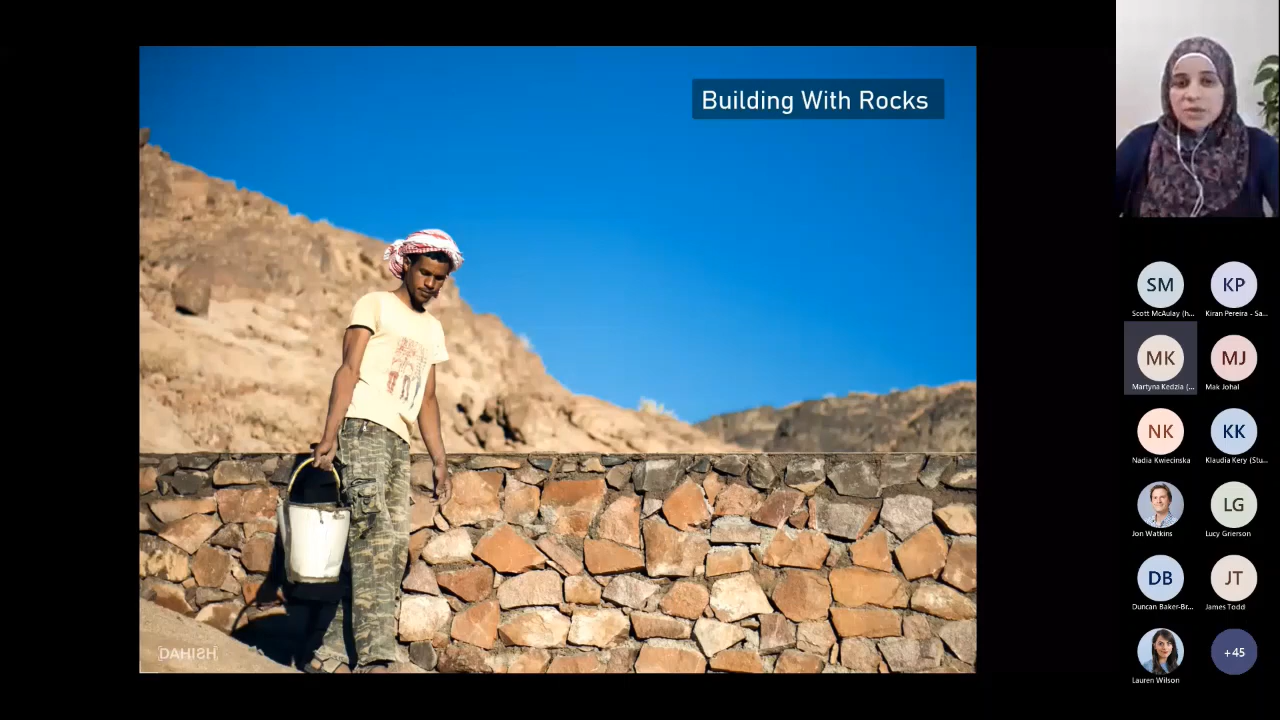 Building With Rocks
DAHISH
SM
KP
Scott McAulay (h...
Kiran Pereira - Sa...
MK
MJ
Martyna Kedzia (...
Mak Johal
NK
KK
Nadia Kwiecinska
Klaudia Kery (Stu...
LG
Jon Watkins
Lucy Grierson
DB
JT
Duncan Baker-Br...
James Todd
+45
Lauren Wilson